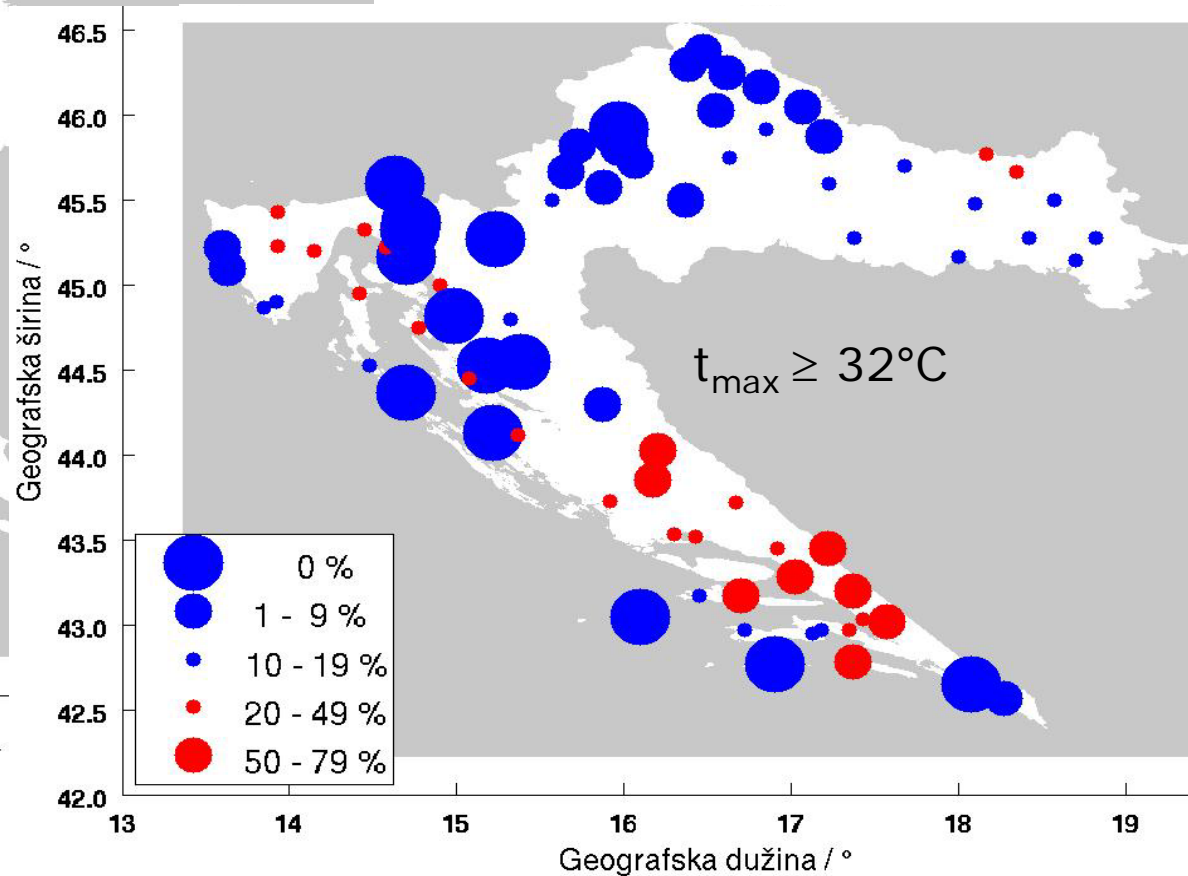 46.5
46.0
45.5
45.0
44.5
44.0
43.5
43.0
42.5
42.0
Geografska širina / °
t_max ≥ 32°C
0 %
1 - 9 %
10 - 19 %
20 - 49 %
50 - 79 %
13 14 15 16 17 18 19
Geografska dužina / °